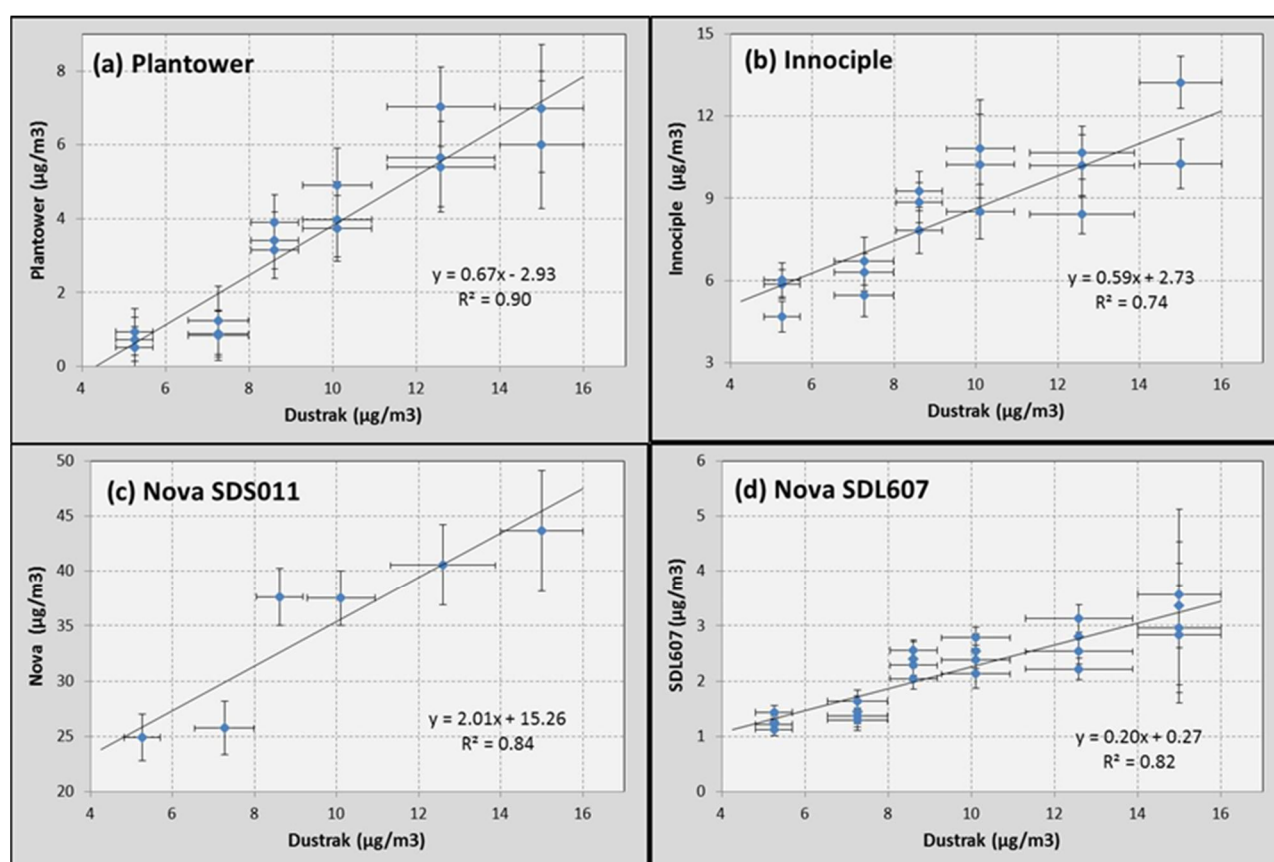 (a) Plantower
Plantower (µg/m3)
8
6
4
2
0
y = 0.67x - 2.93
R² = 0.90
4 6 8 10 12 14 16
Dustrak (µg/m3)
(b) Innociple
Innociple (µg/m3)
15
12
9
6
3
y = 0.59x + 2.73
R² = 0.74
4 6 8 10 12 14 16
Dustrak (µg/m3)
(c) Nova SDS011
Nova (µg/m3)
50
45
40
35
30
25
20
y = 2.01x + 15.26
R² = 0.84
4 6 8 10 12 14 16
Dustrak (µg/m3)
(d) Nova SDL607
SDL607 (µg/m3)
6
5
4
3
2
1
0
y = 0.20x + 0.27
R² = 0.82
4 6 8 10 12 14 16
Dustrak (µg/m3)